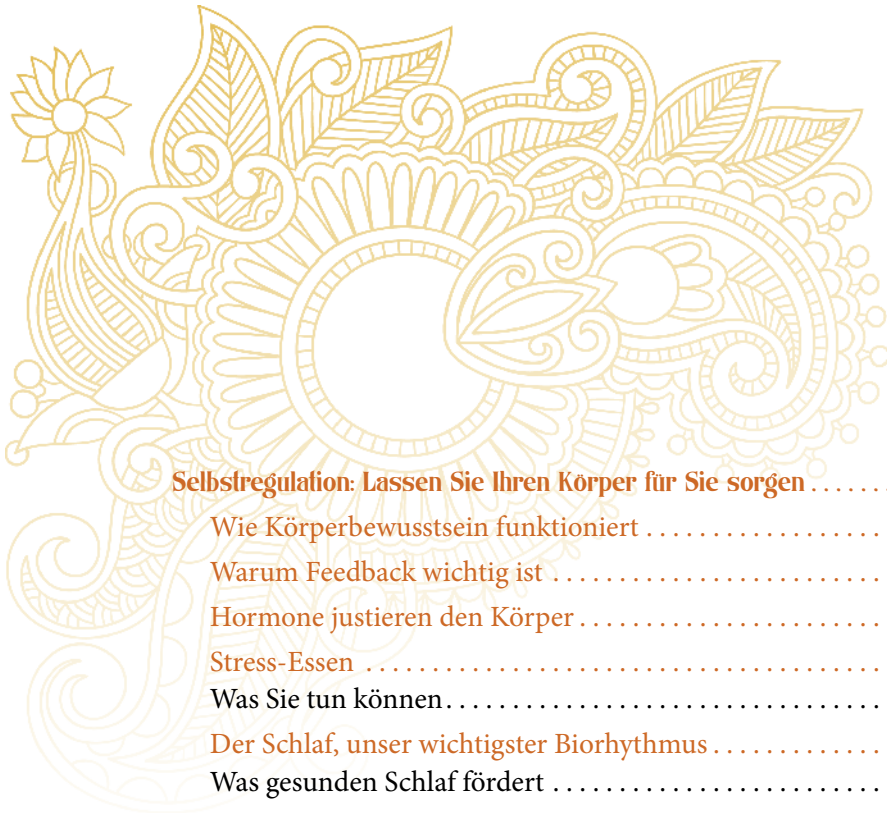 Selbstregulation: Lassen Sie Ihren Körper für Sie sorgen . . . . . .
Wie Körperbewusstsein funktioniert . . . . . . . . . . . . . . . . . . . .
Warum Feedback wichtig ist . . . . . . . . . . . . . . . . . . . . . . . . . . . .
Hormone justieren den Körper . . . . . . . . . . . . . . . . . . . . . . . . .
Stress-Essen . . . . . . . . . . . . . . . . . . . . . . . . . . . . . . . . . . . . . . . . . . .
Was Sie tun können . . . . . . . . . . . . . . . . . . . . . . . . . . . . . . . . . . . .
Der Schlaf, unser wichtigster Biorhythmus . . . . . . . . . . . . . .
Was gesunden Schlaf fördert . . . . . . . . . . . . . . . . . . . . . . . . . . .